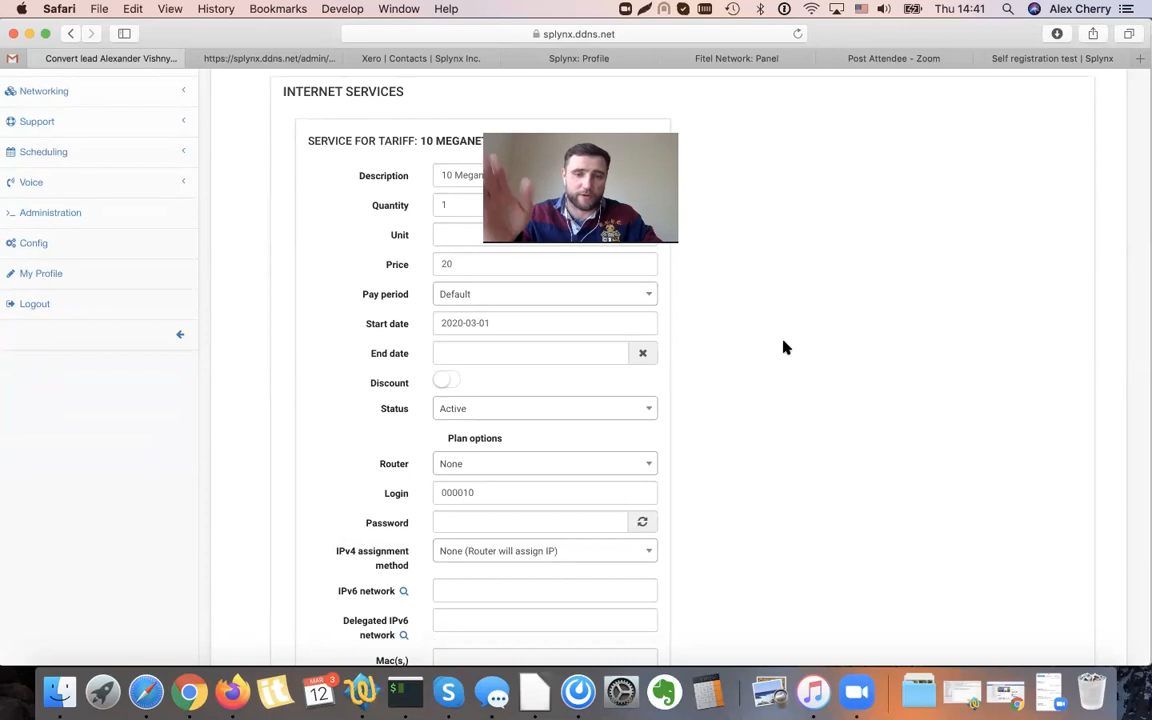 Safari File Edit View History Bookmarks Develop Window Help Thu 14:41 Alex Cherry
splynx.ddns.net
Convert lead Alexander Vishny... https://splynx.ddns.net/admin/... Xero | Contacts | Splynx Inc. Splynx: Profile Fitel Network: Panel Post Attendee - Zoom Self registration test | Splynx
Networking
Support
Scheduling
Voice
Administration
Config
My Profile
Logout
INTERNET SERVICES
SERVICE FOR TARIFF: 10 MEGANE
Description 10 Megan
Quantity 1
Unit
Price 20
Pay period Default
Start date 2020-03-01
End date
Discount
Status Active
Plan options
Router None
Login 000010
Password
IPv4 assignment
method None (Router will assign IP)
IPv6 network
Delegated IPv6
network
Mac(s,)
MAR
12
3